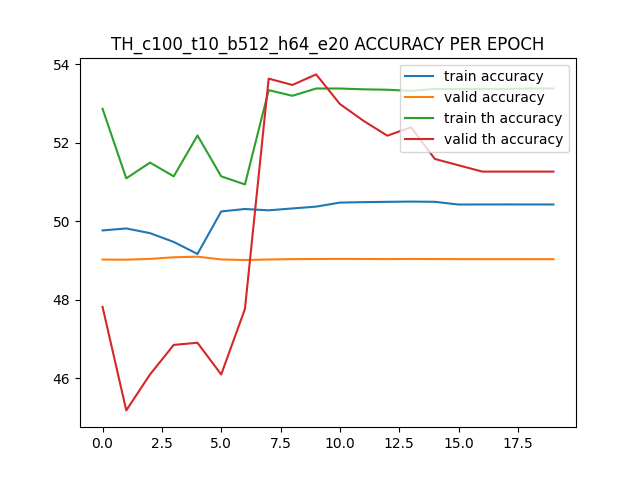 TH_c100_t10_b512_h64_e20 ACCURACY PER EPOCH
54
52
50
48
46
train accuracy
valid accuracy
train th accuracy
valid th accuracy
0.0 2.5 5.0 7.5 10.0 12.5 15.0 17.5